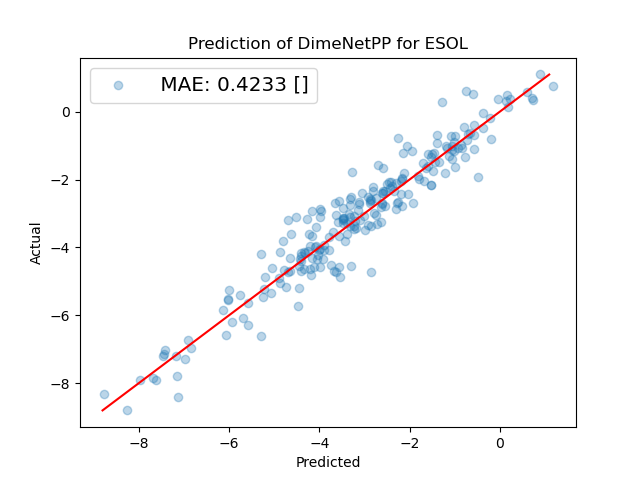 Prediction of DimeNetPP for ESOL
MAE: 0.4233 []
0
−2
−4
−6
−8
Actual
−8 −6 −4 −2 0
Predicted